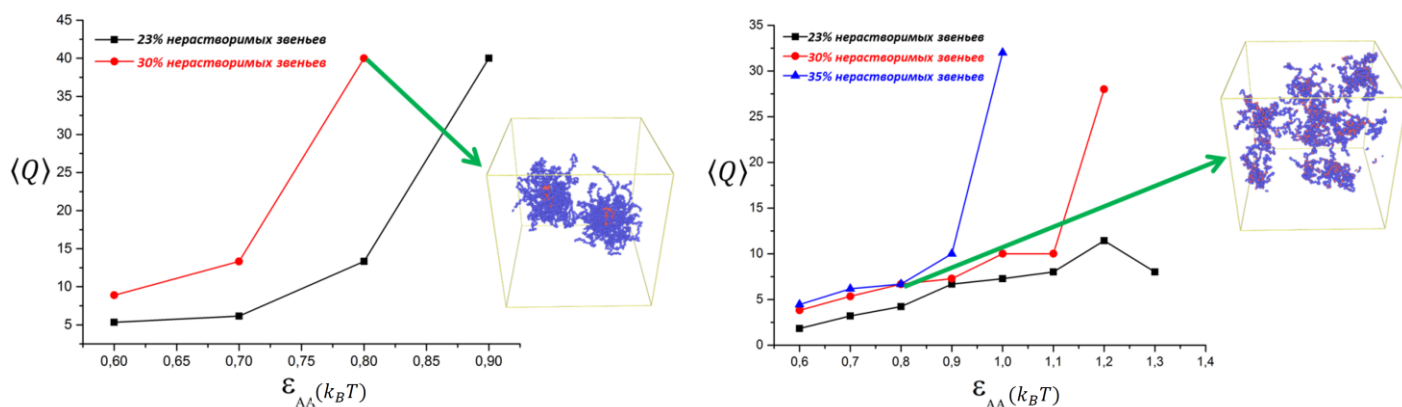 45
40
35
30
25
20
15
10
5
⟨Q⟩
23% нерастворимых звеньев
30% нерастворимых звеньев
0,60 0,65 0,70 0,75 0,80 0,85 0,90
ε_AA (k_BT)
35
30
25
20
15
10
5
0
⟨Q⟩
23% нерастворимых звеньев
30% нерастворимых звеньев
35% нерастворимых звеньев
0,6 0,7 0,8 0,9 1,0 1,1 1,2 1,3 1,4
ε_AA (k_BT)